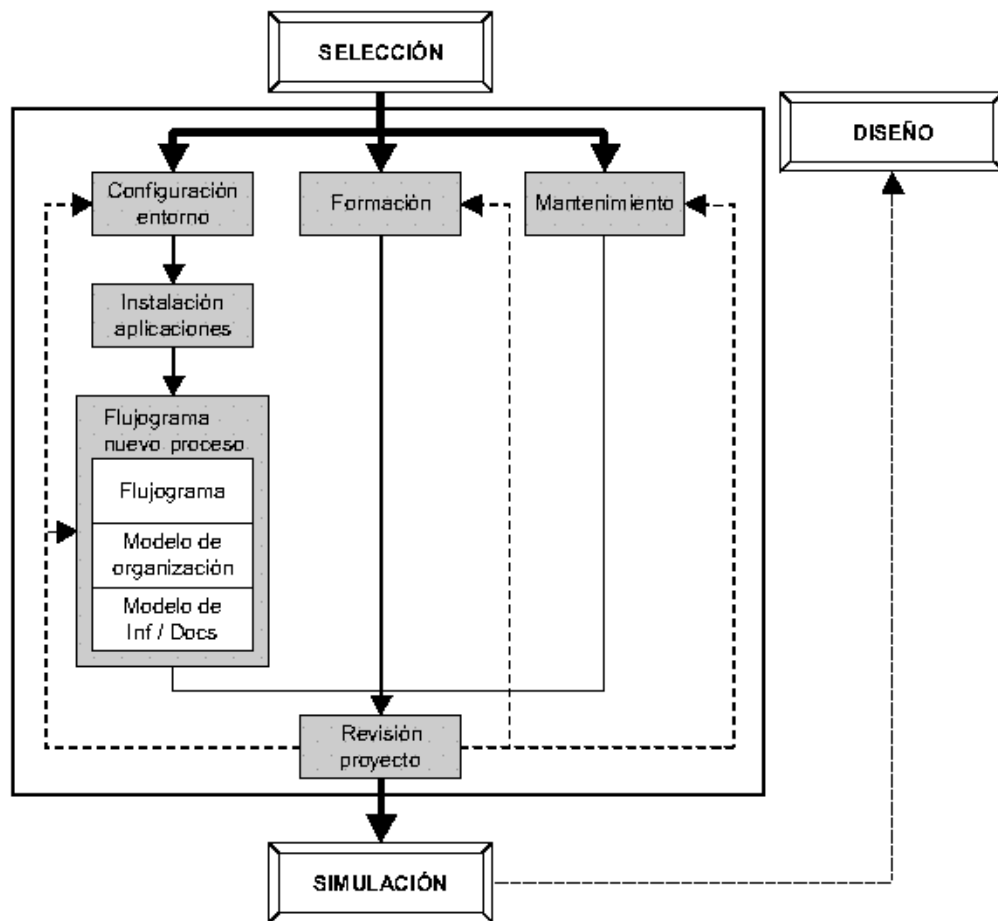 SELECCIÓN
DISEÑO
Configuración
entorno
Formación
Mantenimiento
Instalación
aplicaciones
Flujograma
nuevo proceso
Flujograma
Modelo de
organización
Modelo de
Inf / Docs
Revisión
proyecto
SIMULACIÓN